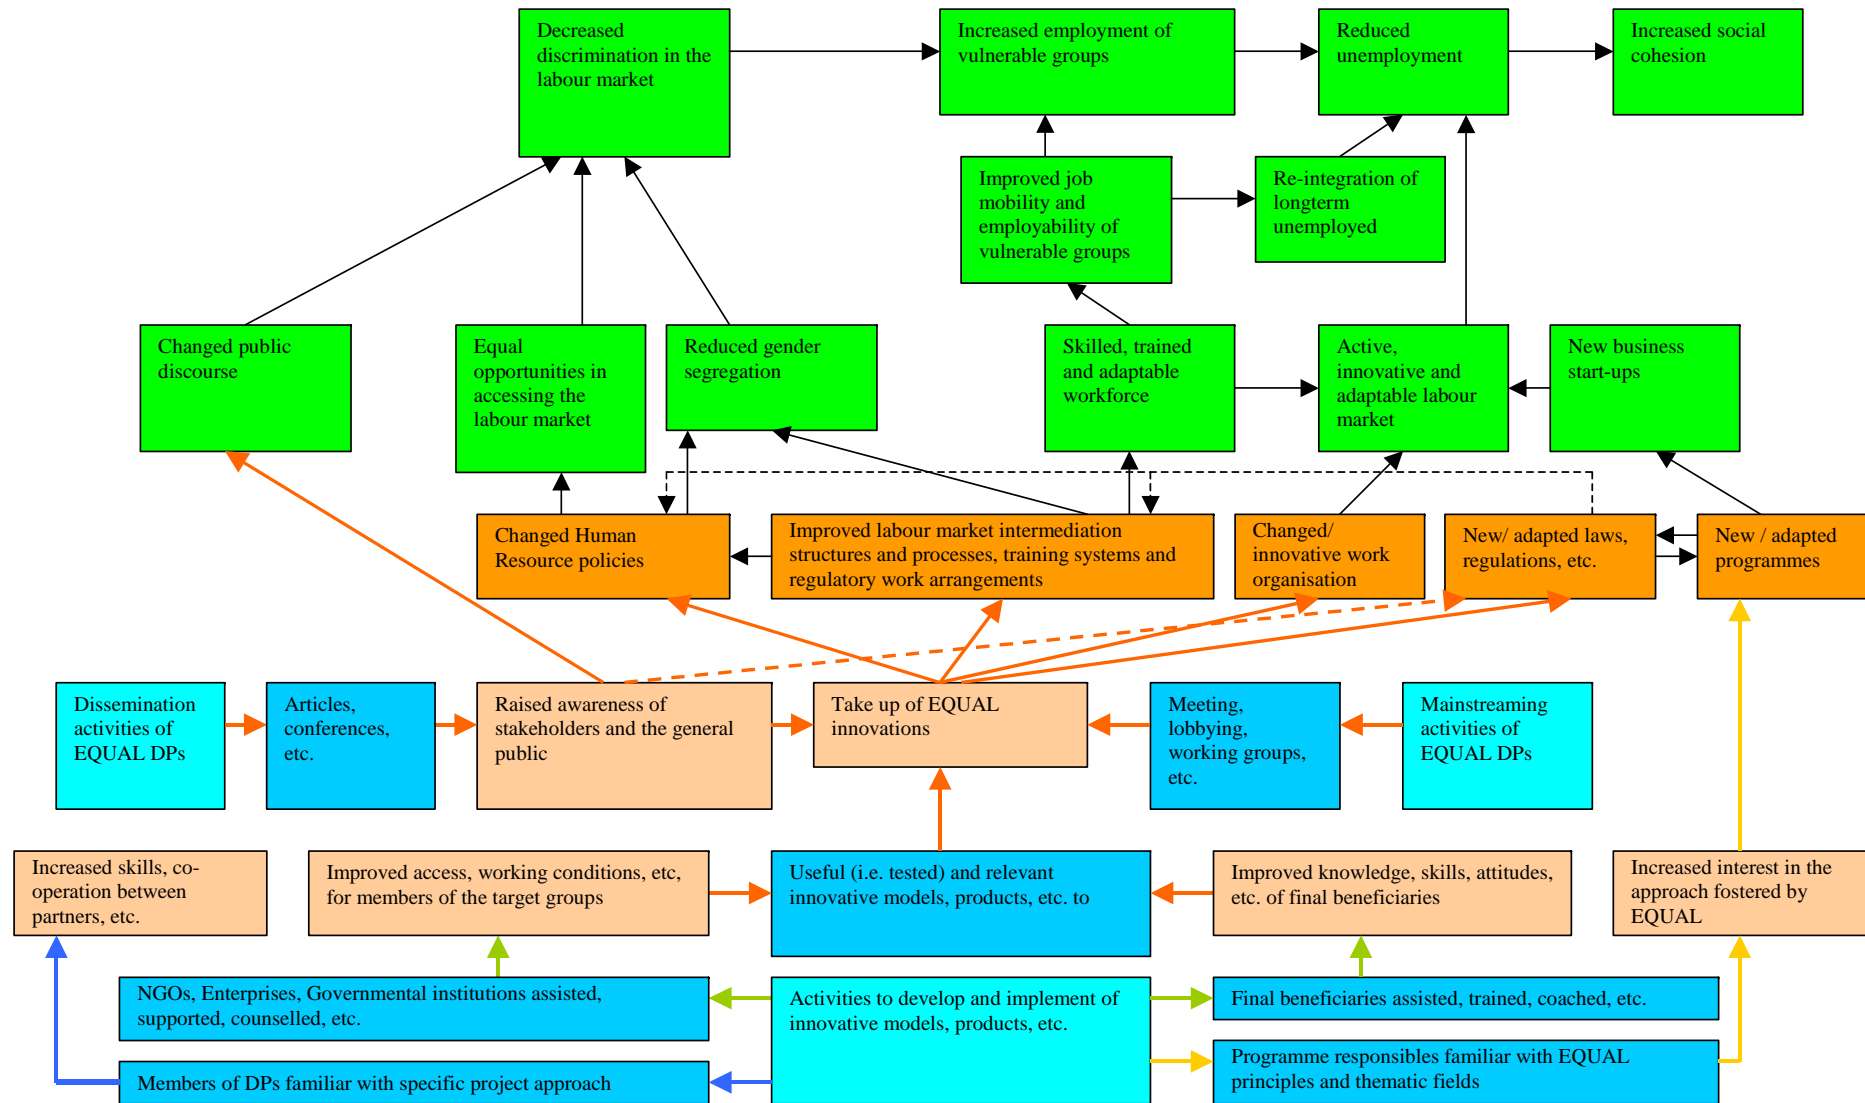 Decreased
discrimination in the
labour market
Increased employment of
vulnerable groups
Reduced
unemployment
Increased social
cohesion
Improved job
mobility and
employability of
vulnerable groups
Re-integration of
longterm
unemployed
Changed public
discourse
Equal
opportunities in
accessing the
labour market
Reduced gender
segregation
Skilled, trained
and adaptable
workforce
Active,
innovative and
adaptable labour
market
New business
start-ups
Changed Human
Resource policies
Improved labour market intermediation
structures and processes, training systems and
regulatory work arrangements
Changed/
innovative work
organisation
New/ adapted laws,
regulations, etc.
New / adapted
programmes
Dissemination
activities of
EQUAL DPs
Articles,
conferences,
etc.
Raised awareness of
stakeholders and the general
public
Take up of EQUAL
innovations
Meeting,
lobbying,
working groups,
etc.
Mainstreaming
activities of
EQUAL DPs
Increased skills, co-
operation between
partners, etc.
Improved access, working conditions, etc,
for members of the target groups
Useful (i.e. tested) and relevant
innovative models, products, etc. to
Improved knowledge, skills, attitudes,
etc. of final beneficiaries
Increased interest in the
approach fostered by
EQUAL
NGOs, Enterprises, Governmental institutions assisted,
supported, counselled, etc.
Activities to develop and implement of
innovative models, products, etc.
Final beneficiaries assisted, trained, coached, etc.
Members of DPs familiar with specific project approach
Programme responsibles familiar with EQUAL
principles and thematic fields